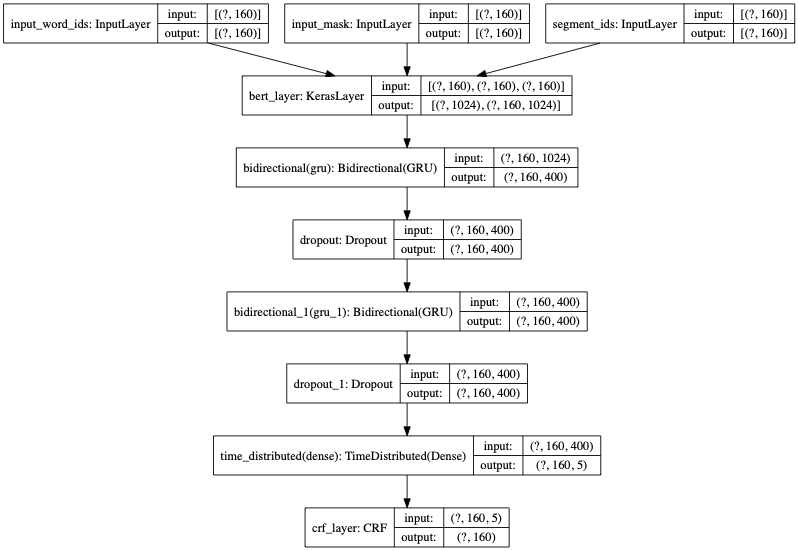 input_word_ids: InputLayer
input: [(?, 160)]
output: [(?, 160)]
input_mask: InputLayer
input: [(?, 160)]
output: [(?, 160)]
segment_ids: InputLayer
input: [(?, 160)]
output: [(?, 160)]
bert_layer: KerasLayer
input: [(?, 160), (?, 160), (?, 160)]
output: [(?, 1024), (?, 160, 1024)]
bidirectional(gru): Bidirectional(GRU)
input: (?, 160, 1024)
output: (?, 160, 400)
dropout: Dropout
input: (?, 160, 400)
output: (?, 160, 400)
bidirectional_1(gru_1): Bidirectional(GRU)
input: (?, 160, 400)
output: (?, 160, 400)
dropout_1: Dropout
input: (?, 160, 400)
output: (?, 160, 400)
time_distributed(dense): TimeDistributed(Dense)
input: (?, 160, 400)
output: (?, 160, 5)
crf_layer: CRF
input: (?, 160, 5)
output: (?, 160)